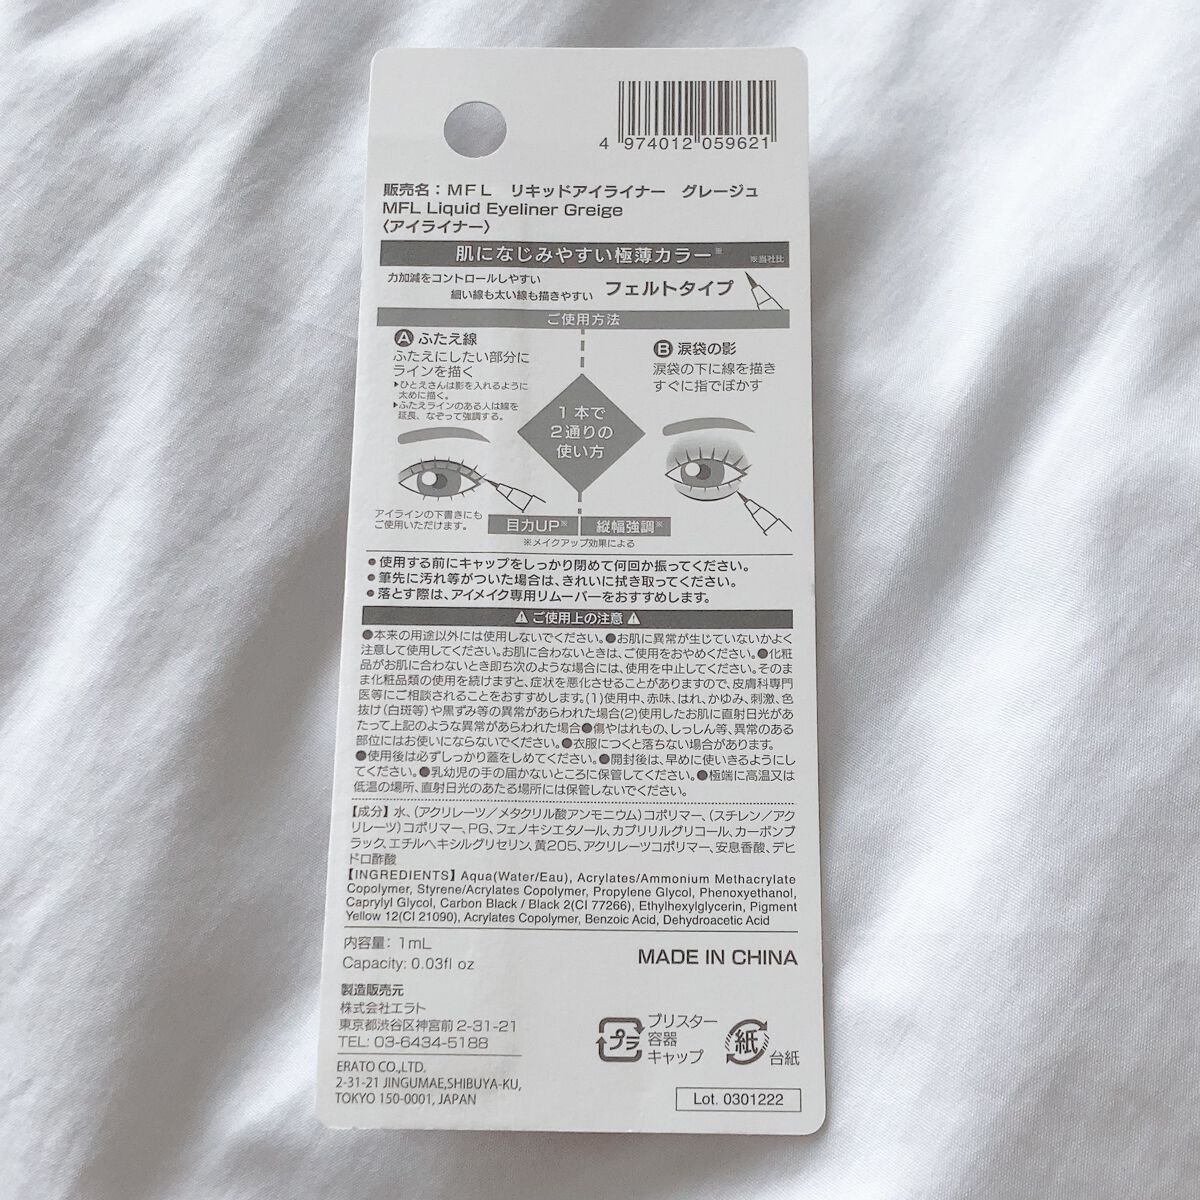 4 974012 059621
販売名：ＭＦＬ　リキッドアイライナー　グレージュ
MFL Liquid Eyeliner Greige
〈アイライナー〉
肌になじみやすい極薄カラー※ ※当社比
力加減をコントロールしやすい
細い線も太い線も描きやすい フェルトタイプ
ご使用方法
A ふたえ線
ふたえにしたい部分に
ラインを描く
▶ひとえさんは影を入れるように
太めに描く。
▶ふたえラインのある人は線を
延長、なぞって強調する。
アイラインの下書きにも
ご使用いただけます。
1本で
2通りの
使い方
B 涙袋の影
涙袋の下に線を描き
すぐに指でぼかす
目力UP※ 縦幅強調※
※メイクアップ効果による
●使用する前にキャップをしっかり閉めて何回か振ってください。
●筆先に汚れ等がついた場合は、きれいに拭き取ってください。
●落とす際は、アイメイク専用リムーバーをおすすめします。
⚠ご使用上の注意⚠
●本来の用途以外には使用しないでください。●お肌に異常が生じていないかよく
注意して使用してください。お肌に合わないときは、ご使用をおやめください。●化粧
品がお肌に合わないとき即ち次のような場合には、使用を中止してください。そのま
ま化粧品類の使用を続けますと、症状を悪化させることがありますので、皮膚科専門
医等にご相談されることをおすすめします。(1)使用中、赤味、はれ、かゆみ、刺激、色
抜け(白斑等)や黒ずみ等の異常があらわれた場合(2)使用したお肌に直射日光があ
たって上記のような異常があらわれた場合●傷やはれもの、しっしん等、異常のある
部位にはお使いにならないでください。●衣服につくと落ちない場合があります。
●使用後は必ずしっかり蓋をしめてください。●開封後は、早めに使いきるようにし
てください。●乳幼児の手の届かないところに保管してください。●極端に高温又は
低温の場所、直射日光のあたる場所には保管しないでください。
【成分】水、（アクリレーツ／メタクリル酸アンモニウム）コポリマー、（スチレン／アク
リレーツ）コポリマー、PG、フェノキシエタノール、カプリリルグリコール、カーボンブ
ラック、エチルヘキシルグリセリン、黄205、アクリレーツコポリマー、安息香酸、デヒ
ドロ酢酸
【INGREDIENTS】Aqua(Water/Eau), Acrylates/Ammonium Methacrylate
Copolymer, Styrene/Acrylates Copolymer, Propylene Glycol, Phenoxyethanol,
Caprylyl Glycol, Carbon Black / Black 2(CI 77266), Ethylhexylglycerin, Pigment
Yellow 12(CI 21090), Acrylates Copolymer, Benzoic Acid, Dehydroacetic Acid
内容量：1mL
Capacity: 0.03fl oz
MADE IN CHINA
製造販売元
株式会社エラト
東京都渋谷区神宮前2-31-21
TEL: 03-6434-5188
ERATO CO.,LTD.
2-31-21 JINGUMAE,SHIBUYA-KU,
TOKYO 150-0001, JAPAN
プラ
ブリスター
容器
キャップ
紙
台紙
Lot. 0301222